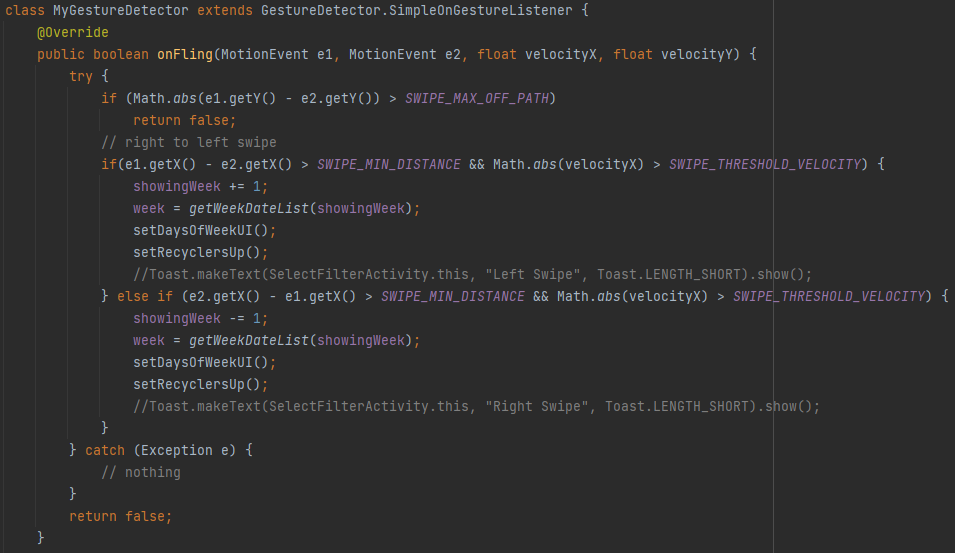 class MyGestureDetector extends GestureDetector.SimpleOnGestureListener {
    @Override
    public boolean onFling(MotionEvent e1, MotionEvent e2, float velocityX, float velocityY) {
        try {
            if (Math.abs(e1.getY() - e2.getY()) > SWIPE_MAX_OFF_PATH)
                return false;
            // right to left swipe
            if(e1.getX() - e2.getX() > SWIPE_MIN_DISTANCE && Math.abs(velocityX) > SWIPE_THRESHOLD_VELOCITY) {
                showingWeek += 1;
                week = getWeekDateList(showingWeek);
                setDaysOfWeekUI();
                setRecyclersUp();
                //Toast.makeText(SelectFilterActivity.this, "Left Swipe", Toast.LENGTH_SHORT).show();
            } else if (e2.getX() - e1.getX() > SWIPE_MIN_DISTANCE && Math.abs(velocityX) > SWIPE_THRESHOLD_VELOCITY) {
                showingWeek -= 1;
                week = getWeekDateList(showingWeek);
                setDaysOfWeekUI();
                setRecyclersUp();
                //Toast.makeText(SelectFilterActivity.this, "Right Swipe", Toast.LENGTH_SHORT).show();
            }
        } catch (Exception e) {
            // nothing
        }
        return false;
    }